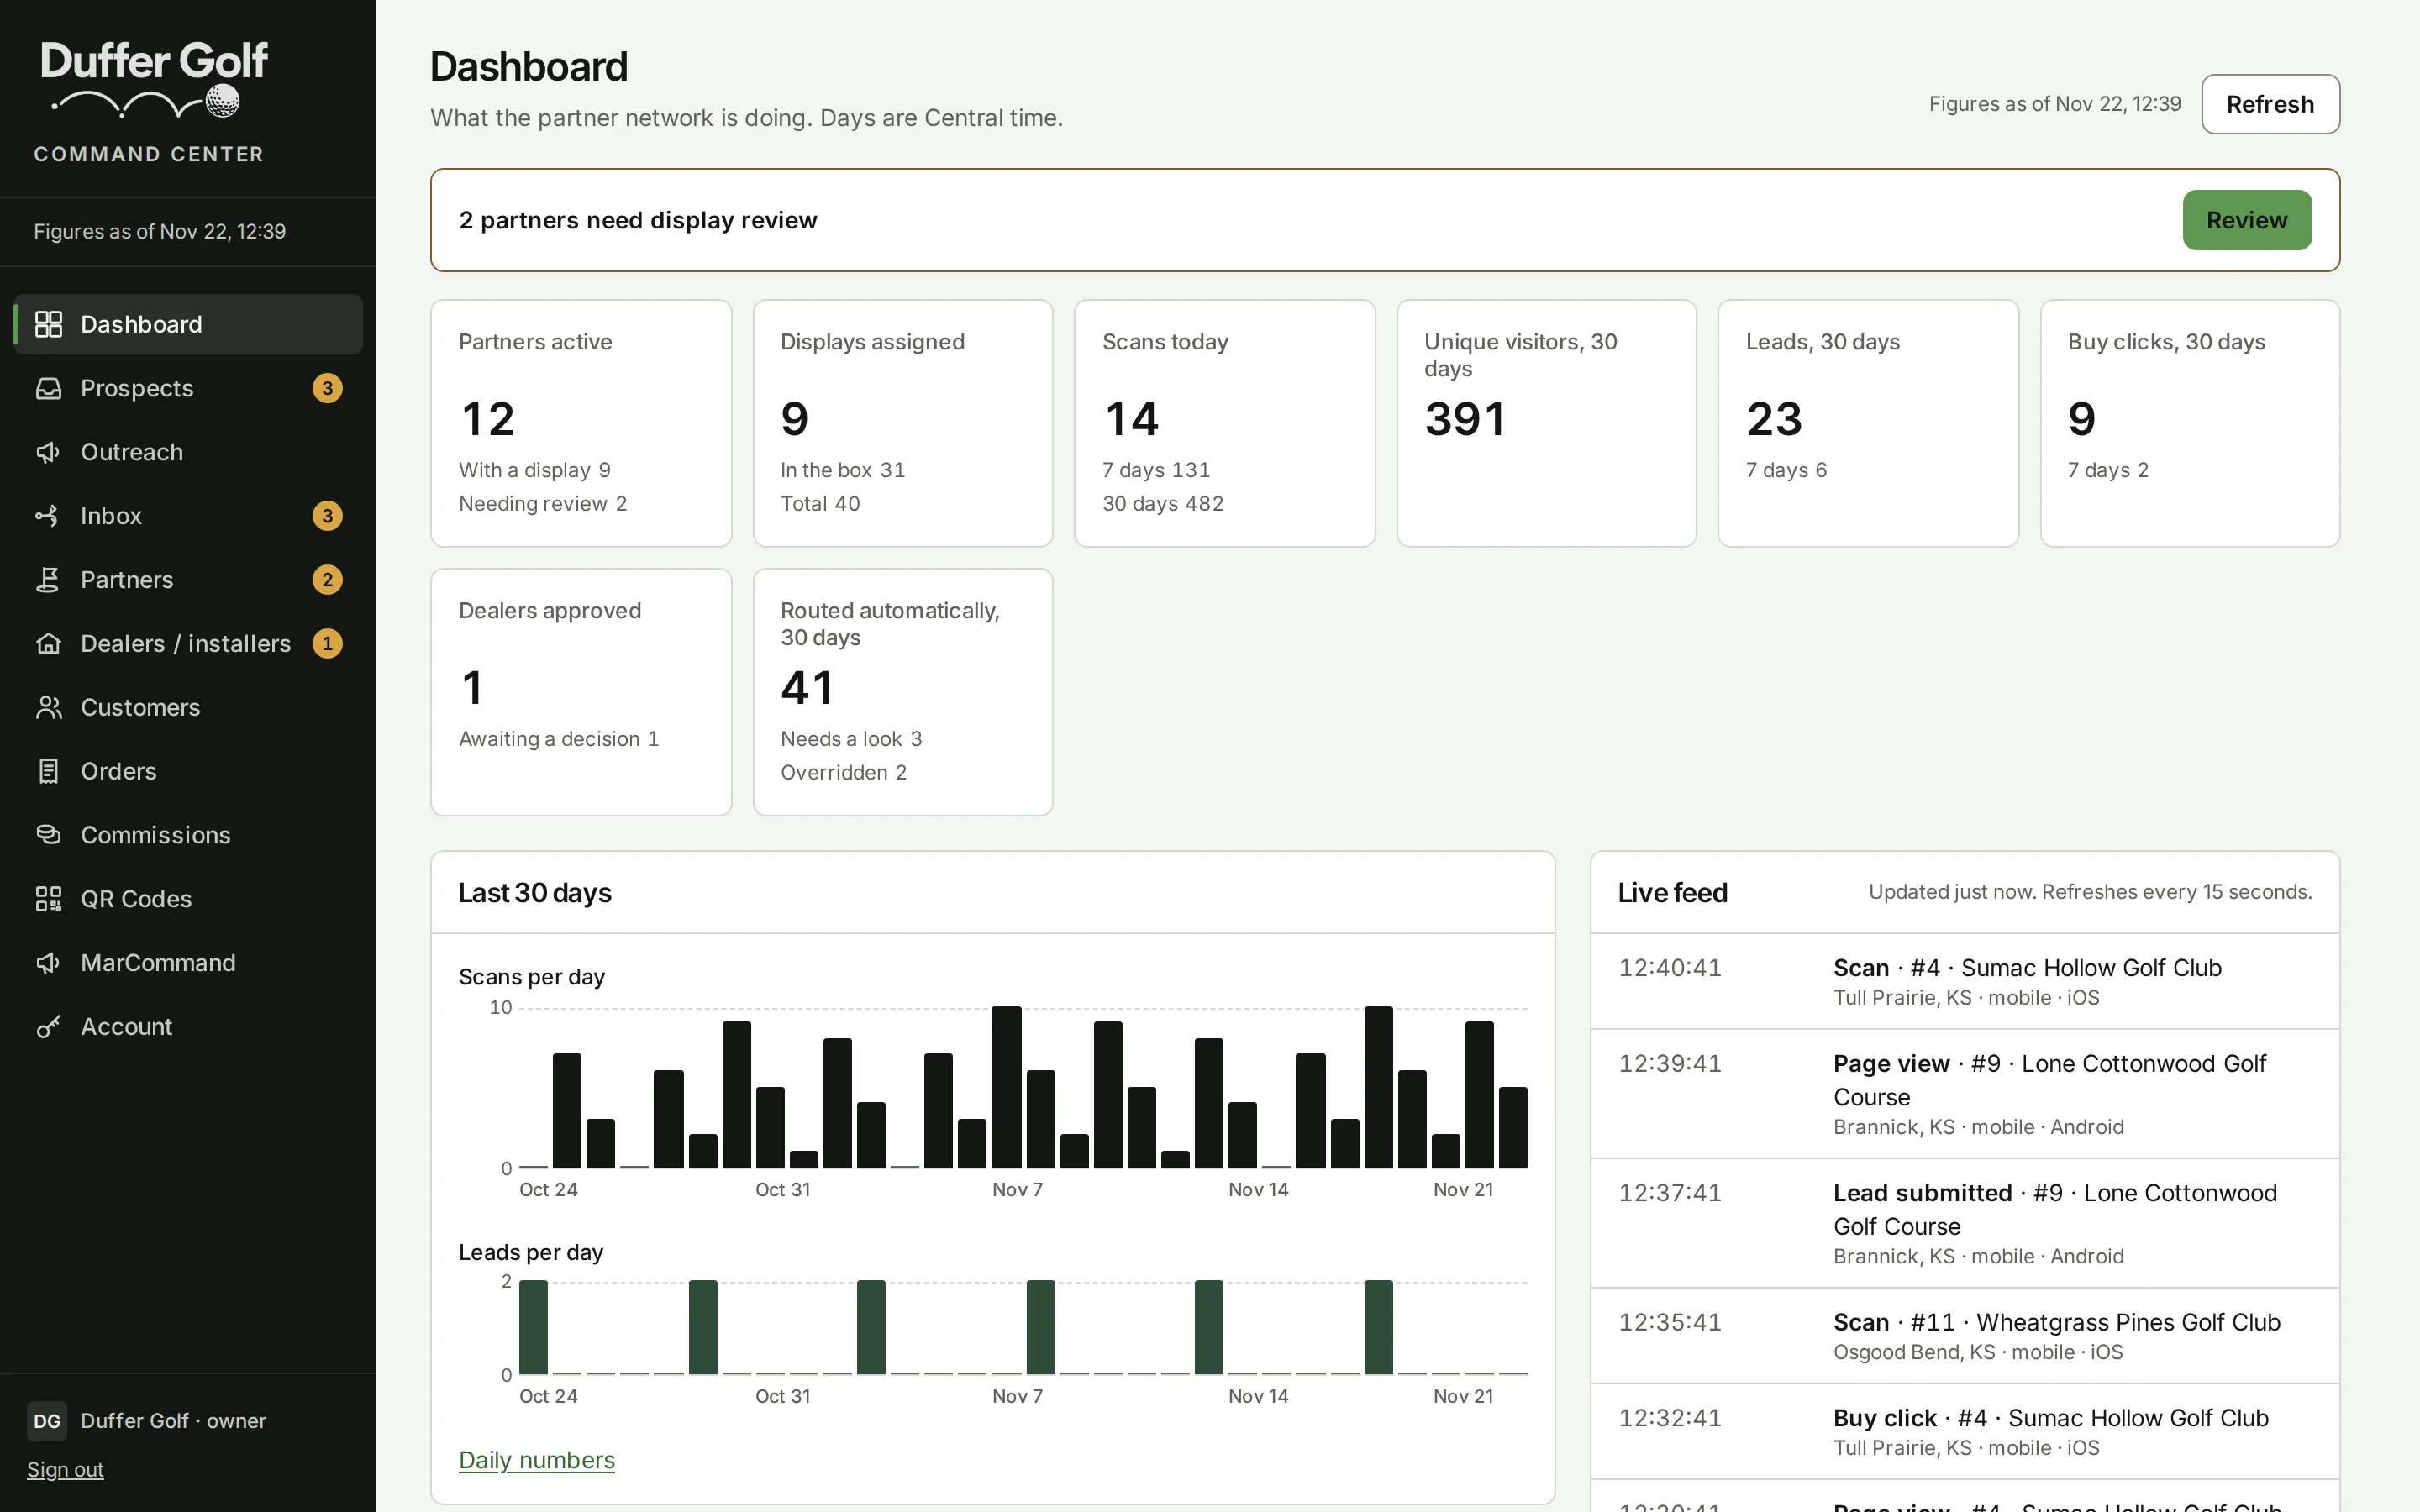 Duffer Golf
COMMAND CENTER
Figures as of Nov 22, 12:39
Dashboard
Prospects 3
Outreach
Inbox 3
Partners 2
Dealers / installers 1
Customers
Orders
Commissions
QR Codes
MarCommand
Account
DG Duffer Golf · owner
Sign out
Dashboard
What the partner network is doing. Days are Central time.
Figures as of Nov 22, 12:39 Refresh
2 partners need display review Review
Partners active
12
With a display 9
Needing review 2
Displays assigned
9
In the box 31
Total 40
Scans today
14
7 days 131
30 days 482
Unique visitors, 30
days
391
Leads, 30 days
23
7 days 6
Buy clicks, 30 days
9
7 days 2
Dealers approved
1
Awaiting a decision 1
Routed automatically,
30 days
41
Needs a look 3
Overridden 2
Last 30 days
Scans per day
10
0
Oct 24 Oct 31 Nov 7 Nov 14 Nov 21
Leads per day
2
0
Oct 24 Oct 31 Nov 7 Nov 14 Nov 21
Daily numbers
Live feed Updated just now. Refreshes every 15 seconds.
12:40:41 Scan · #4 · Sumac Hollow Golf Club
Tull Prairie, KS · mobile · iOS
12:39:41 Page view · #9 · Lone Cottonwood Golf
Course
Brannick, KS · mobile · Android
12:37:41 Lead submitted · #9 · Lone Cottonwood
Golf Course
Brannick, KS · mobile · Android
12:35:41 Scan · #11 · Wheatgrass Pines Golf Club
Osgood Bend, KS · mobile · iOS
12:32:41 Buy click · #4 · Sumac Hollow Golf Club
Tull Prairie, KS · mobile · iOS
12:30:41 Page view · #4 · Sumac Hollow Golf Club